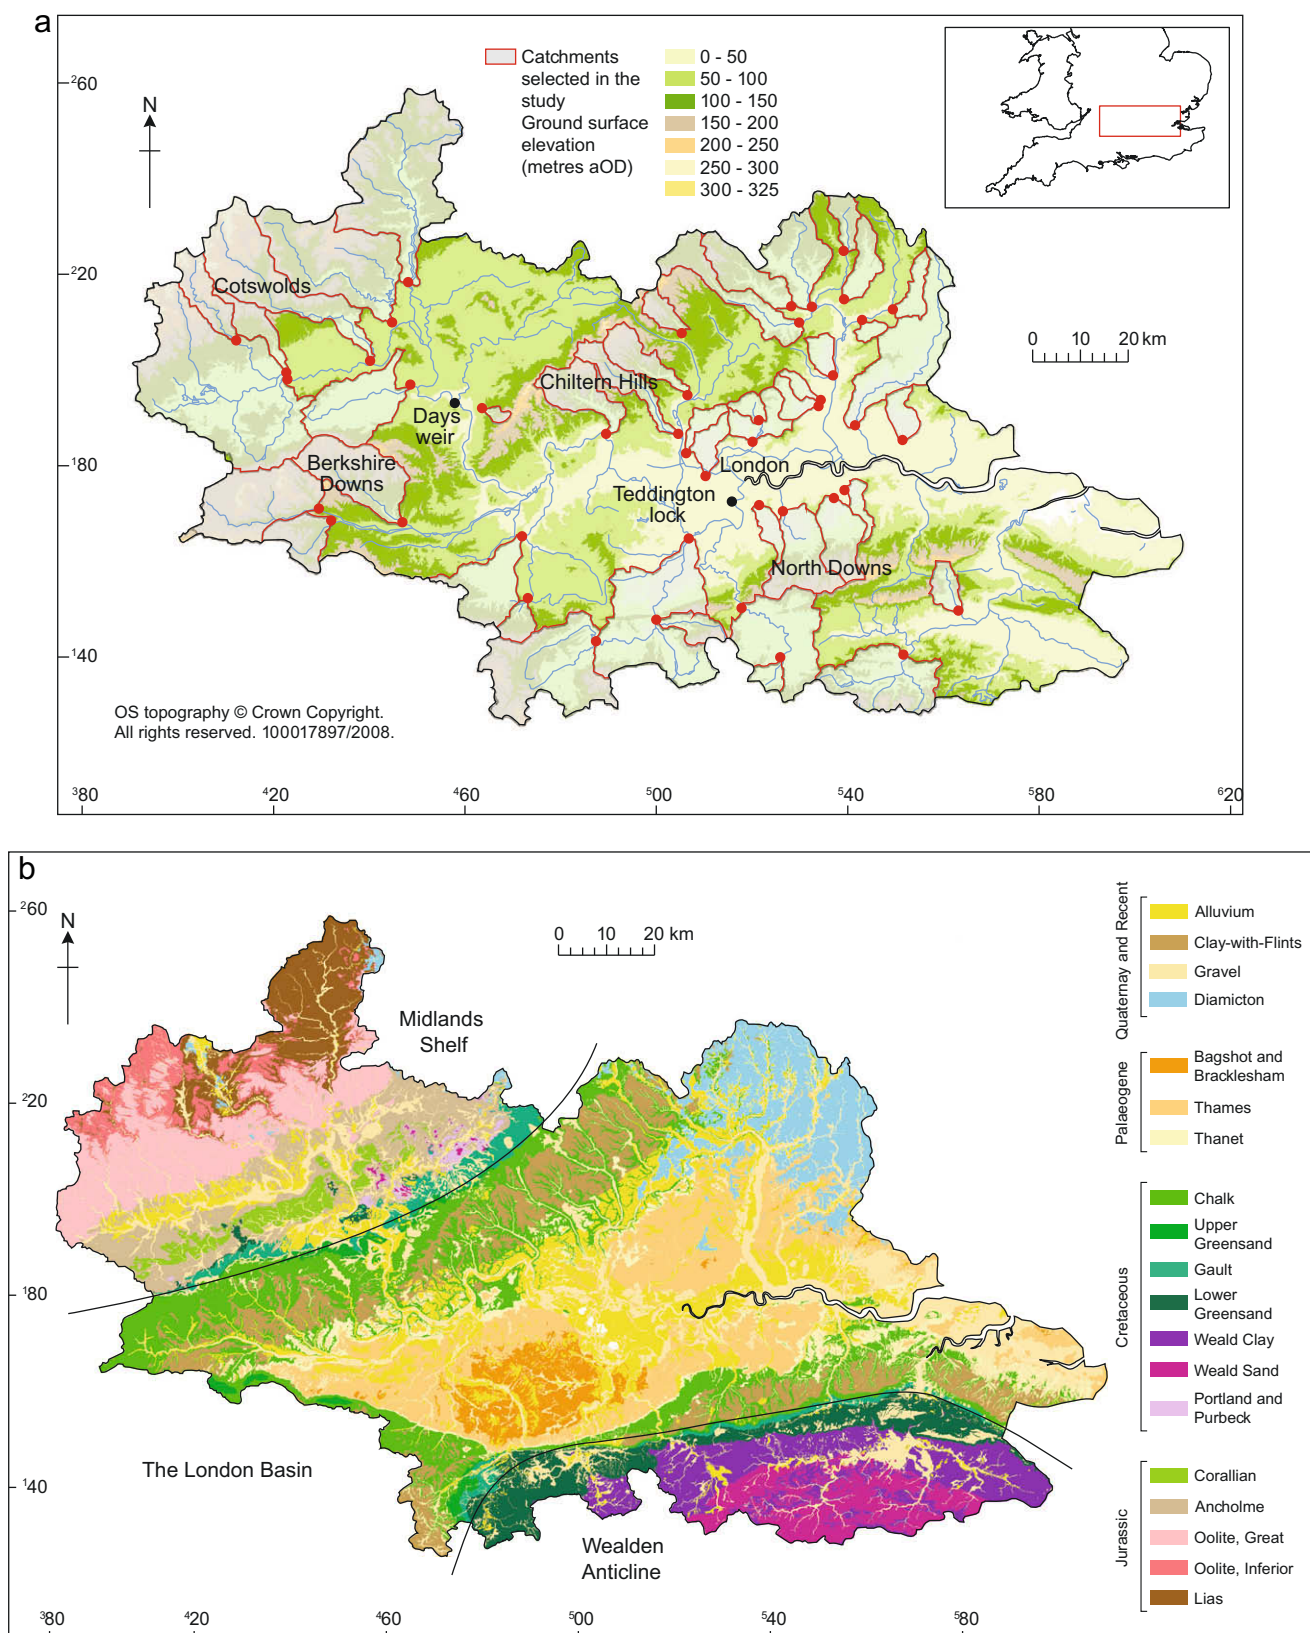 a
Catchments
selected in the
study
Ground surface
elevation
(metres aOD)
0 - 50
50 - 100
100 - 150
150 - 200
200 - 250
250 - 300
300 - 325
N
260
220
180
140
Cotswolds
Chiltern Hills
Days
weir
Berkshire
Downs
London
Teddington
lock
North Downs
0 10 20 km
OS topography © Crown Copyright.
All rights reserved. 100017897/2008.
380 420 460 500 540 580 620
b
260
220
180
140
N
0 10 20 km
Midlands
Shelf
The London Basin
Wealden
Anticline
380 420 460 500 540 580
Quaternay and Recent
Alluvium
Clay-with-Flints
Gravel
Diamicton
Palaeogene
Bagshot and
Bracklesham
Thames
Thanet
Cretaceous
Chalk
Upper
Greensand
Gault
Lower
Greensand
Weald Clay
Weald Sand
Portland and
Purbeck
Jurassic
Corallian
Ancholme
Oolite, Great
Oolite, Inferior
Lias